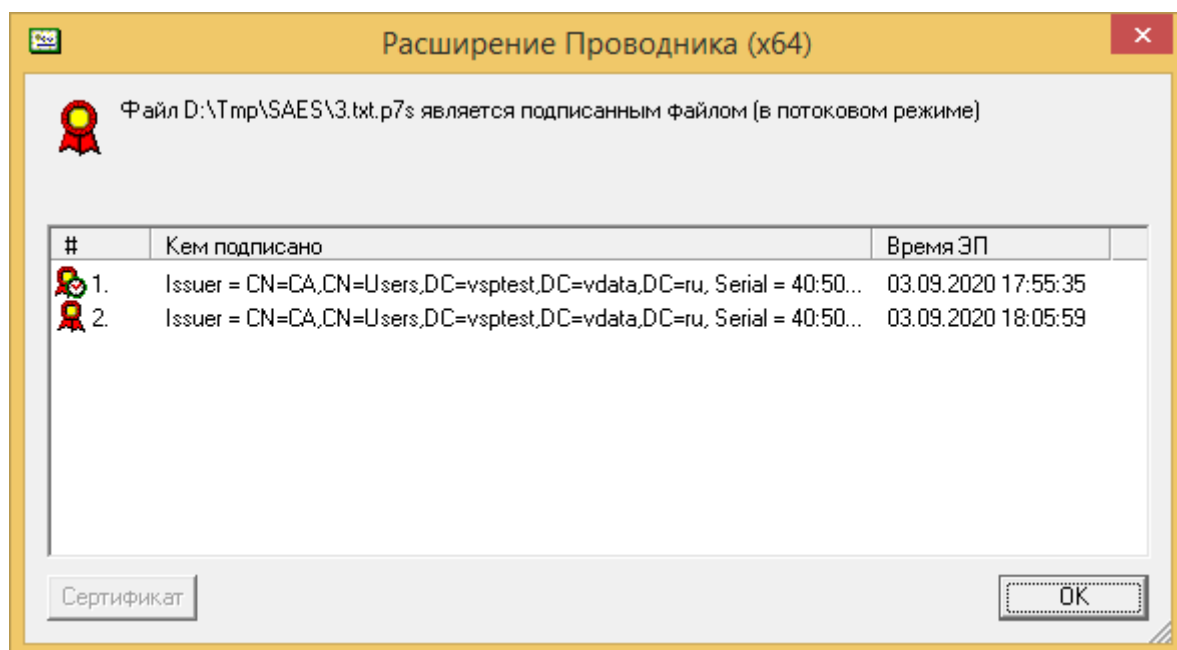 Расширение Проводника (x64)
Файл D:\Tmp\SAES\3.txt.p7s является подписанным файлом (в потоковом режиме)
# Кем подписано Время ЭП
1. Issuer = CN=CA,CN=Users,DC=vsptest,DC=vdata,DC=ru, Serial = 40:50... 03.09.2020 17:55:35
2. Issuer = CN=CA,CN=Users,DC=vsptest,DC=vdata,DC=ru, Serial = 40:50... 03.09.2020 18:05:59
Сертификат OK